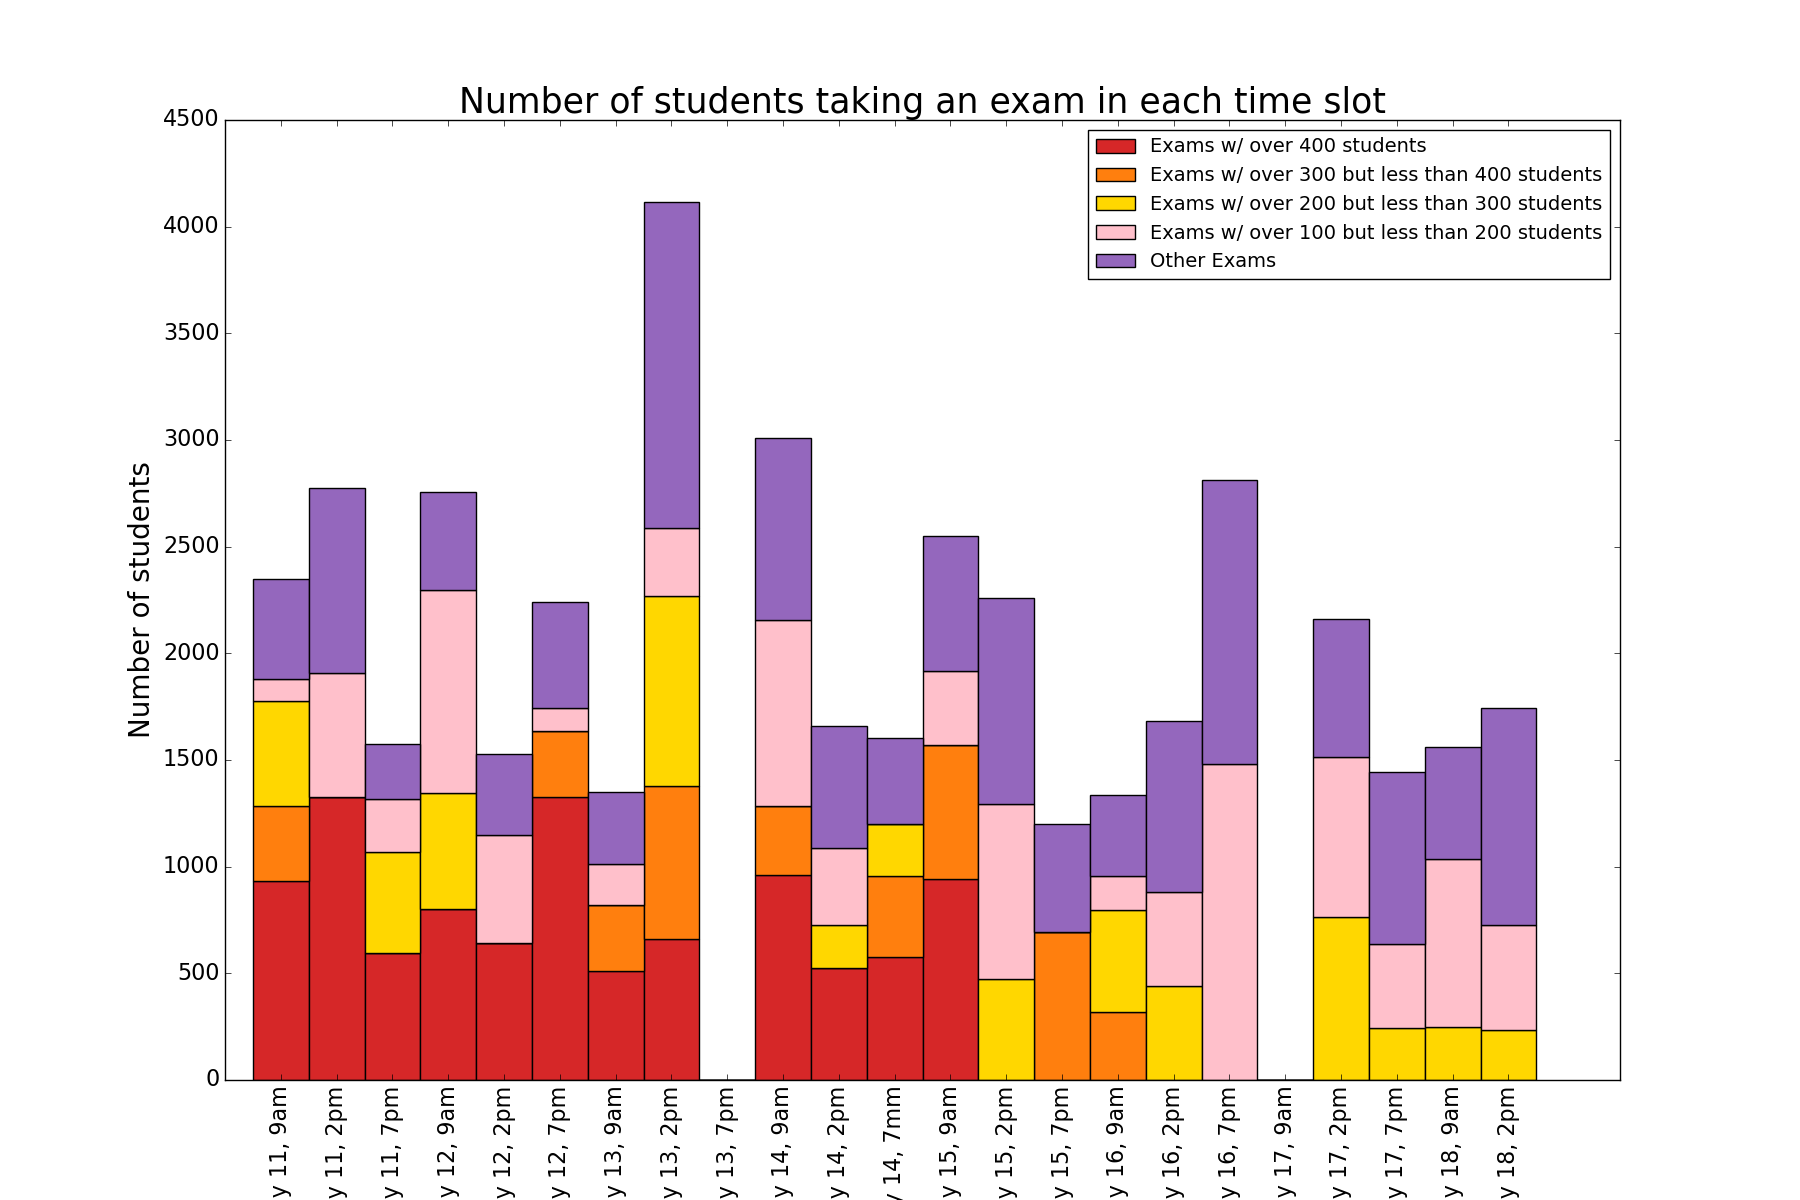 Number of students taking an exam in each time slot
4500
4000
3500
3000
2500
2000
1500
1000
500
0
Number of students
Exams w/ over 400 students
Exams w/ over 300 but less than 400 students
Exams w/ over 200 but less than 300 students
Exams w/ over 100 but less than 200 students
Other Exams
y 11, 9am
y 11, 2pm
y 11, 7pm
y 12, 9am
y 12, 2pm
y 12, 7pm
y 13, 9am
y 13, 2pm
y 13, 7pm
y 14, 9am
y 14, 2pm
y 14, 7mm
y 15, 9am
y 15, 2pm
y 15, 7pm
y 16, 9am
y 16, 2pm
y 16, 7pm
y 17, 9am
y 17, 2pm
y 17, 7pm
y 18, 9am
y 18, 2pm